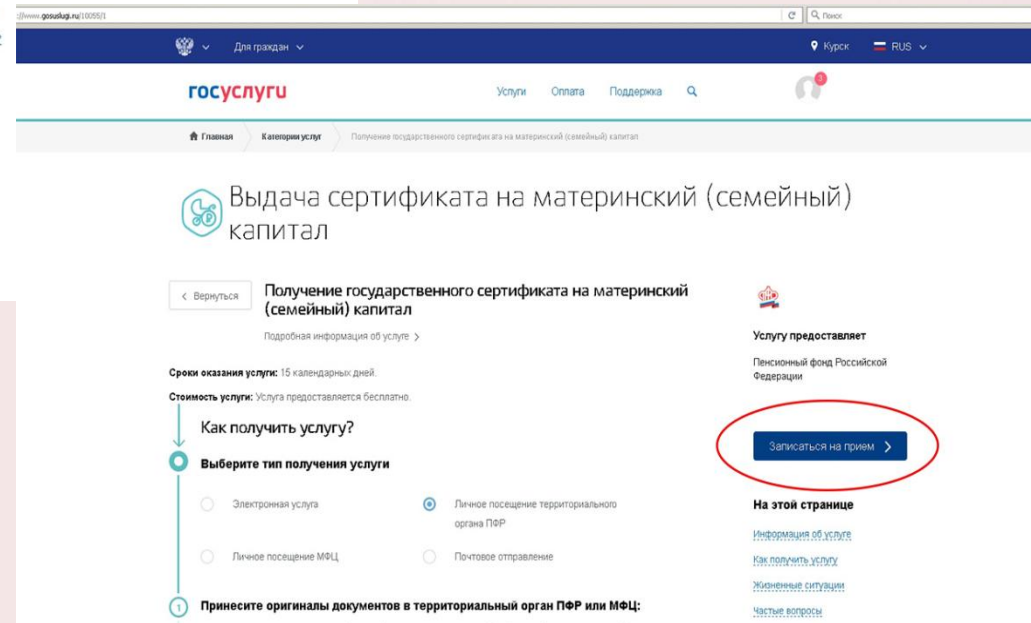 ://www.gosuslugi.ru/10055/1
Поиск
Для граждан
Курск
RUS
госуслуги
Услуги Оплата Поддержка
3
Главная
Категории услуг
Получение государственного сертификата на материнский (семейный) капитал
Выдача сертификата на материнский (семейный)
капитал
Вернуться
Получение государственного сертификата на материнский
(семейный) капитал
Подробная информация об услуге
Сроки оказания услуги: 15 календарных дней.
Стоимость услуги: Услуга предоставляется бесплатно.
Как получить услугу?
Выберите тип получения услуги
Электронная услуга
Личное посещение территориального
органа ПФР
Личное посещение МФЦ
Почтовое отправление
1
Принесите оригиналы документов в территориальный орган ПФР или МФЦ:
Услугу предоставляет
Пенсионный фонд Российской
Федерации
Записаться на прием
На этой странице
Информация об услуге
Как получить услугу
Жизненные ситуации
Частые вопросы